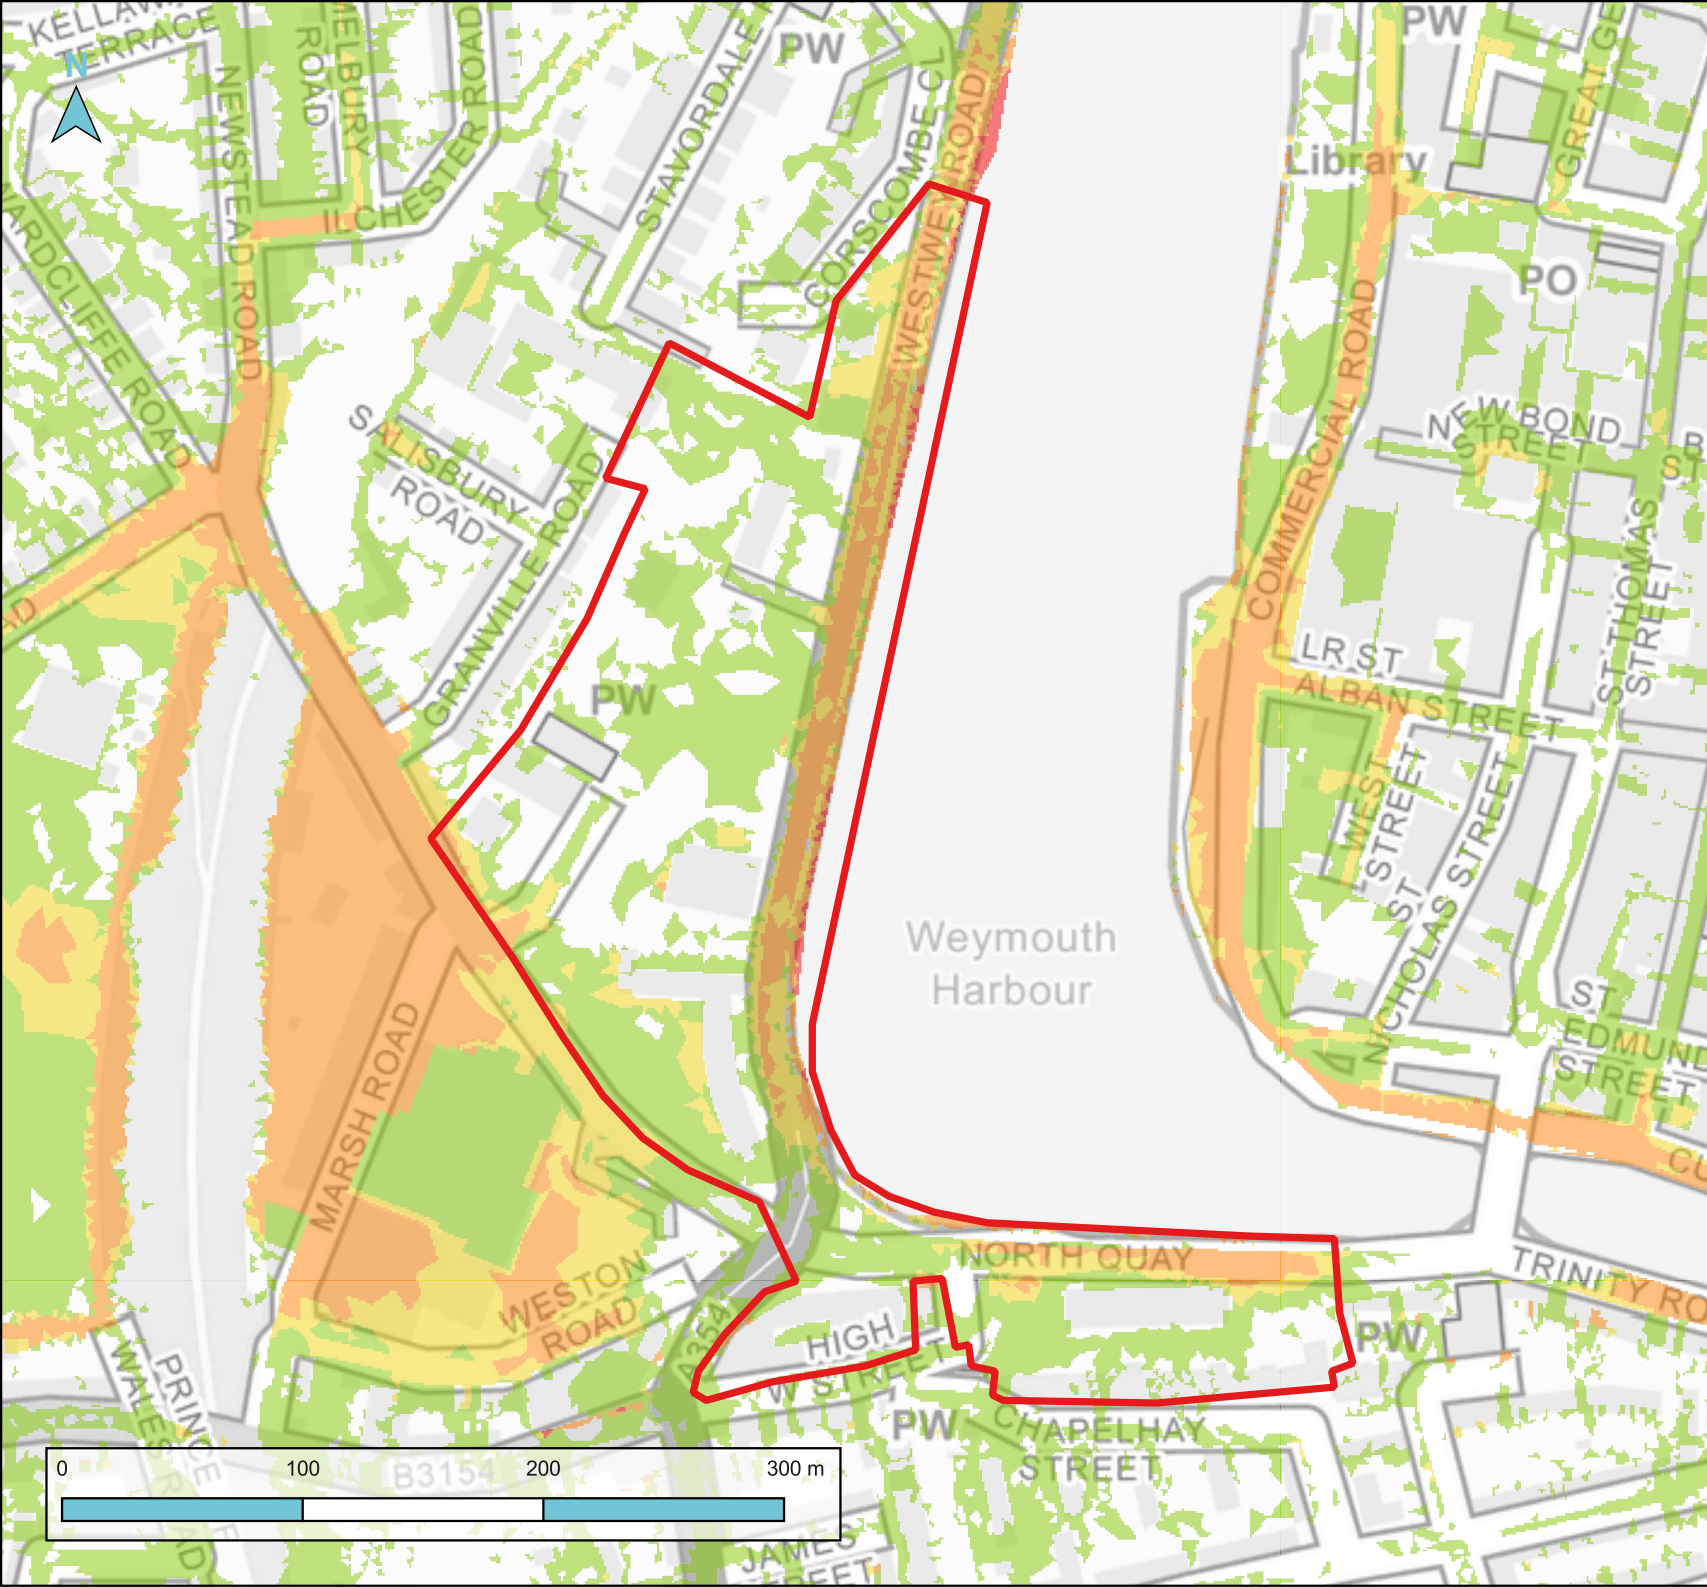 TERRACE
N
NEWSTEAD ROAD
MELBURY
ROAD
ILCHESTER ROAD
STAVORDALE
PW
CORSCOMBE CL
WESTWEY ROAD
PW
Library
GREAT
PO
WARDCLIFFE ROAD
SALISBURY
ROAD
GRANVILLE ROAD
COMMERCIAL ROAD
NEW BOND
STREET
ST THOMAS
STREET
LR ST
ALBAN STREET
PW
WEST
STREET
ST
NICHOLAS STREET
Weymouth
Harbour
ST
EDMUND
STREET
MARSH ROAD
WESTON
ROAD
NORTH QUAY
TRINITY RO
A354
HIGH
W STREET
PW
PW
CHAPELHAY
STREET
PRINCE
WALES R
B3154
JAMES
STREET
0 100 200 300 m